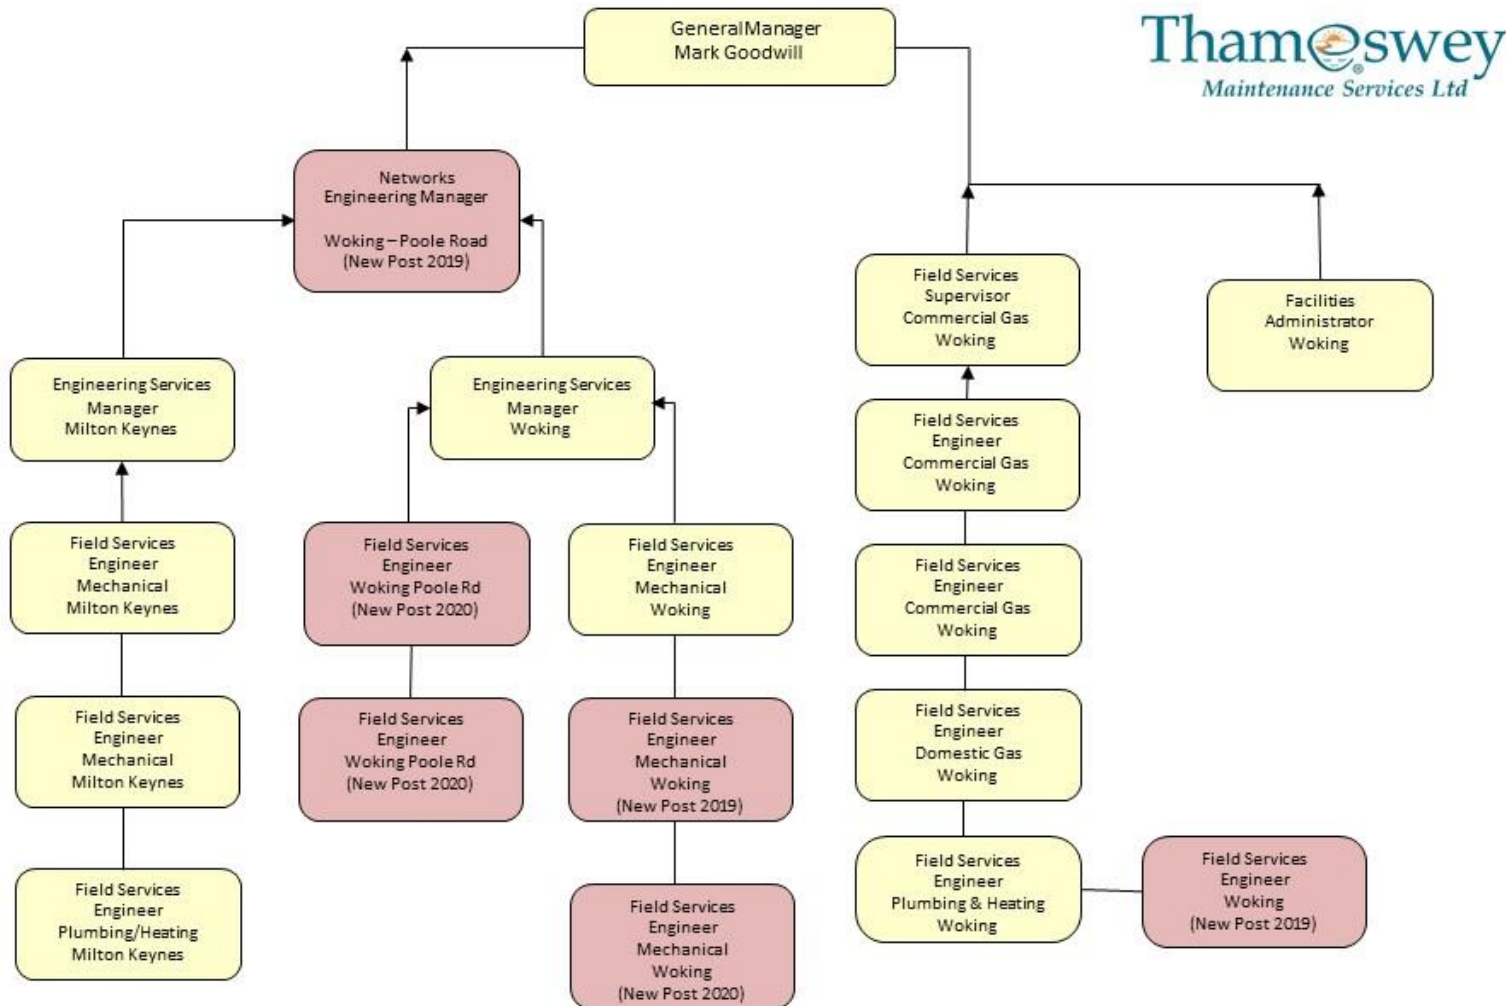 GeneralManager
Mark Goodwill
Thameswey
Maintenance Services Ltd
Networks
Engineering Manager
Woking – Poole Road
(New Post 2019)
Field Services
Supervisor
Commercial Gas
Woking
Facilities
Administrator
Woking
Engineering Services
Manager
Milton Keynes
Engineering Services
Manager
Woking
Field Services
Engineer
Commercial Gas
Woking
Field Services
Engineer
Mechanical
Milton Keynes
Field Services
Engineer
Woking Poole Rd
(New Post 2020)
Field Services
Engineer
Mechanical
Woking
Field Services
Engineer
Commercial Gas
Woking
Field Services
Engineer
Mechanical
Milton Keynes
Field Services
Engineer
Woking Poole Rd
(New Post 2020)
Field Services
Engineer
Mechanical
Woking
(New Post 2019)
Field Services
Engineer
Domestic Gas
Woking
Field Services
Engineer
Plumbing/Heating
Milton Keynes
Field Services
Engineer
Mechanical
Woking
(New Post 2020)
Field Services
Engineer
Plumbing & Heating
Woking
Field Services
Engineer
Woking
(New Post 2019)